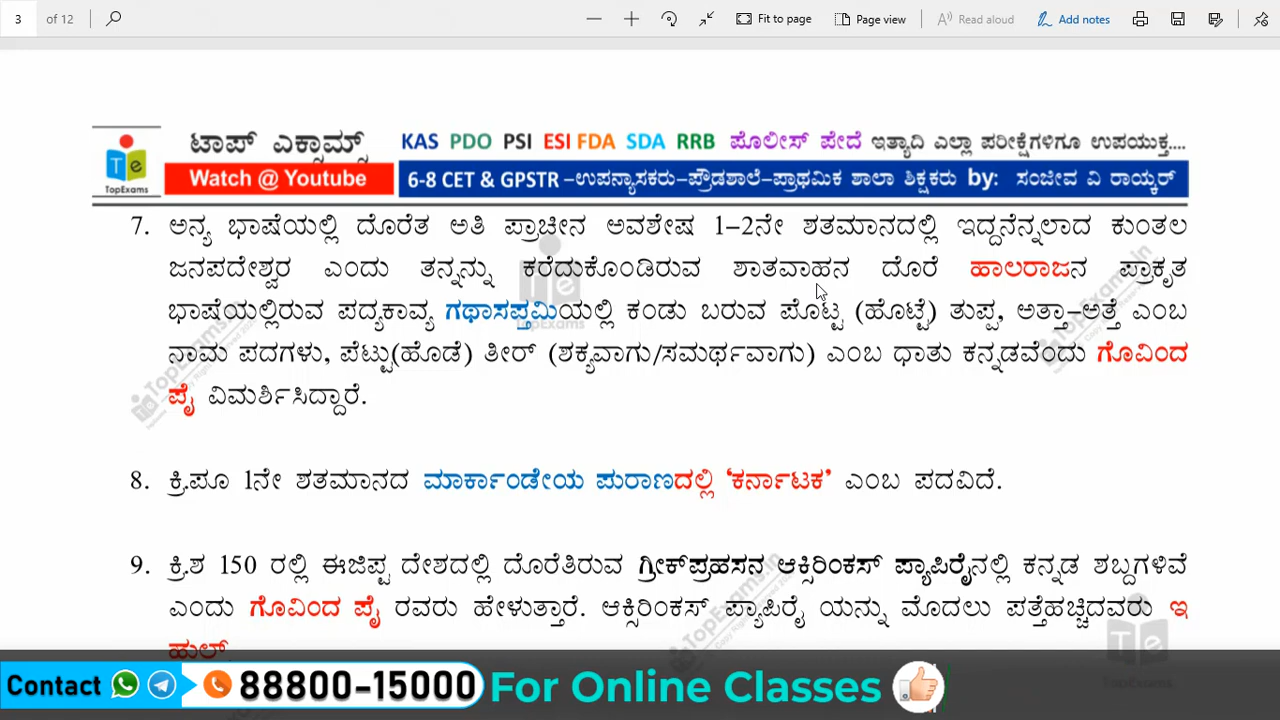 3 of 12 Fit to page Page view Read aloud Add notes
ಟಾಪ್ ಎಕ್ಸಾಮ್ಸ್ KAS PDO PSI ESI FDA SDA RRB ಪೊಲೀಸ್ ಪೇದೆ ಇತ್ಯಾದಿ ಎಲ್ಲಾ ಪರೀಕ್ಷೆಗಳಿಗೂ ಉಪಯುಕ್ತ....
Te
TopExams
Watch @ Youtube 6-8 CET & GPSTR –ಉಪನ್ಯಾಸಕರು–ಪ್ರೌಢಶಾಲೆ–ಪ್ರಾಥಮಿಕ ಶಾಲಾ ಶಿಕ್ಷಕರು by: ಸಂಜೀವ ವಿ ರಾಯ್ಕರ್
7. ಅನ್ಯ ಭಾಷೆಯಲ್ಲಿ ದೊರೆತ ಅತಿ ಪ್ರಾಚೀನ ಅವಶೇಷ 1–2ನೇ ಶತಮಾನದಲ್ಲಿ ಇದ್ದನೆನ್ನಲಾದ ಕುಂತಲ
ಜನಪದೇಶ್ವರ ಎಂದು ತನ್ನನ್ನು ಕರೆದುಕೊಂಡಿರುವ ಶಾತವಾಹನ ದೊರೆ ಹಾಲರಾಜನ ಪ್ರಾಕೃತ
ಭಾಷೆಯಲ್ಲಿರುವ ಪದ್ಯಕಾವ್ಯ ಗಥಾಸಪ್ತಮಿಯಲ್ಲಿ ಕಂಡು ಬರುವ ಪೊಟ್ಟ (ಹೊಟ್ಟೆ) ತುಪ್ಪ, ಅತ್ತಾ–ಅತ್ತೆ ಎಂಬ
ನಾಮ ಪದಗಳು, ಪೆಟ್ಟು(ಹೊಡೆ) ತೀರ್ (ಶಕ್ಯವಾಗು/ಸಮರ್ಥವಾಗು) ಎಂಬ ಧಾತು ಕನ್ನಡವೆಂದು ಗೊವಿಂದ
ಪೈ ವಿಮರ್ಶಿಸಿದ್ದಾರೆ.
8. ಕ್ರಿ.ಪೂ 1ನೇ ಶತಮಾನದ ಮಾರ್ಕಾಂಡೇಯ ಪುರಾಣದಲ್ಲಿ ‘ಕರ್ನಾಟಕ’ ಎಂಬ ಪದವಿದೆ.
9. ಕ್ರಿ.ಶ 150 ರಲ್ಲಿ ಈಜಿಪ್ಟ ದೇಶದಲ್ಲಿ ದೊರೆತಿರುವ ಗ್ರೀಕ್‌ಪ್ರಹಸನ ಆಕ್ಸಿರಿಂಕಸ್ ಪ್ಯಾಪಿರೈನಲ್ಲಿ ಕನ್ನಡ ಶಬ್ದಗಳಿವೆ
ಎಂದು ಗೊವಿಂದ ಪೈ ರವರು ಹೇಳುತ್ತಾರೆ. ಆಕ್ಸಿರಿಂಕಸ್ ಪ್ಯಾಪಿರೈ ಯನ್ನು ಮೊದಲು ಪತ್ತೆಹಚ್ಚಿದವರು ಇ
ಹುಲ್ಸ್
Contact 88800-15000 For Online Classes